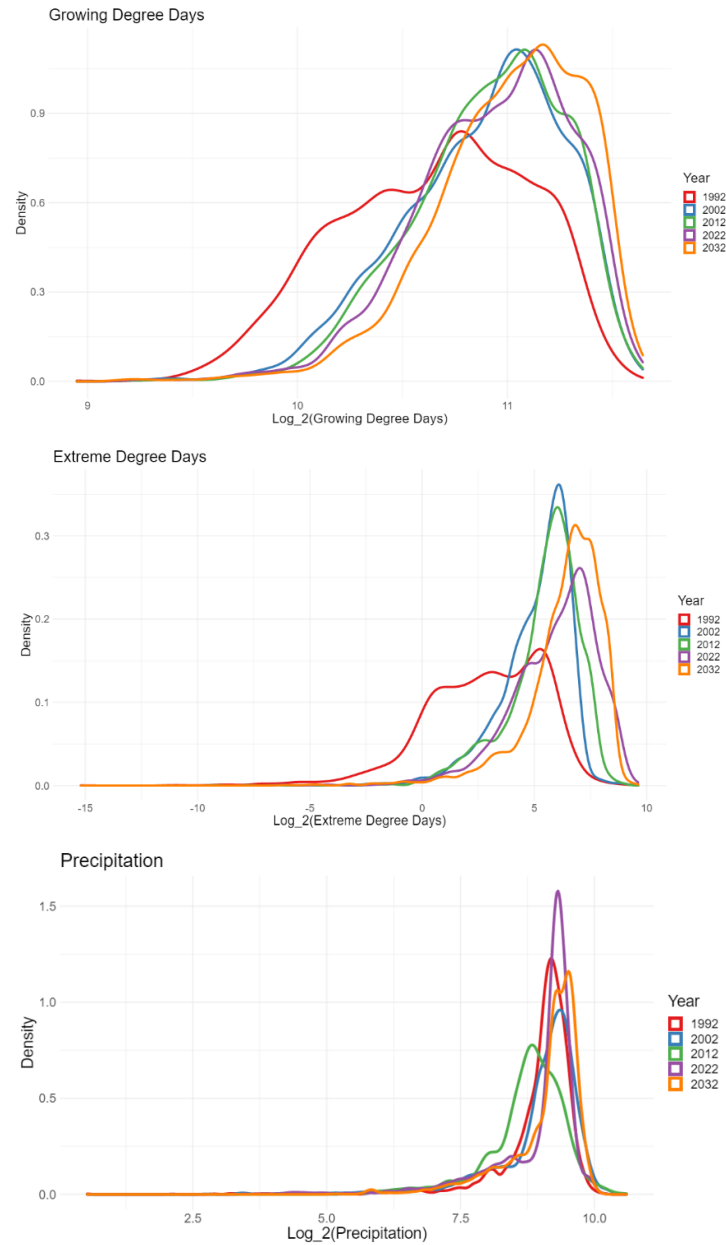 Growing Degree Days
0.9
0.6
0.3
0.0
Density
9 10 11
Log_2(Growing Degree Days)
Year
1992
2002
2012
2022
2032
Extreme Degree Days
0.3
0.2
0.1
0.0
Density
-15 -10 -5 0 5 10
Log_2(Extreme Degree Days)
Year
1992
2002
2012
2022
2032
Precipitation
1.5
1.0
0.5
0.0
Density
2.5 5.0 7.5 10.0
Log_2(Precipitation)
Year
1992
2002
2012
2022
2032